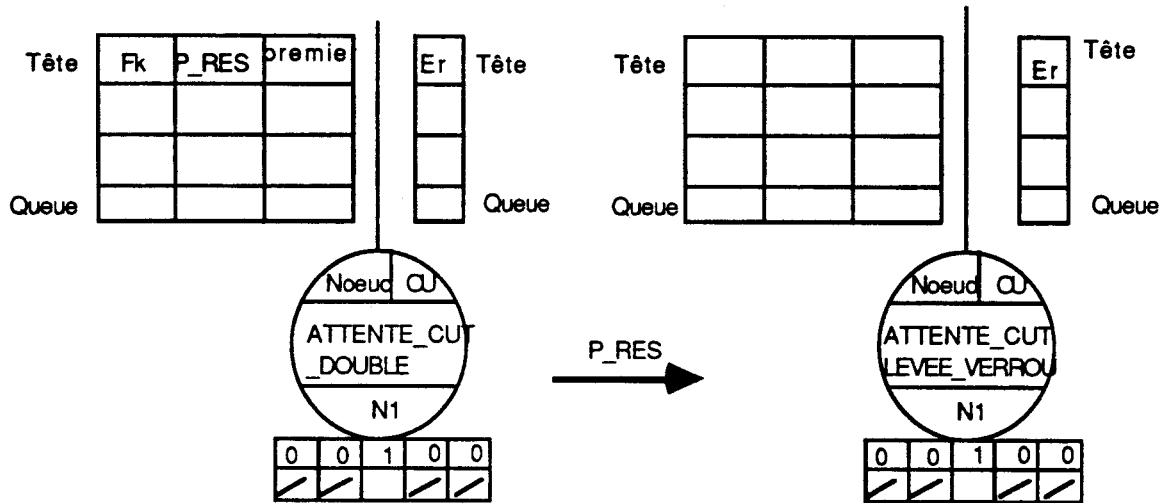 Tête Fk P_RES premie Er Tête
Queue Queue
Noeud CU
ATTENTE_CUT
_DOUBLE
N1
0 0 1 0 0
P_RES
Tête Er Tête
Queue Queue
Noeud CU
ATTENTE_CUT
LEVEE_VERROU
N1
0 0 1 0 0